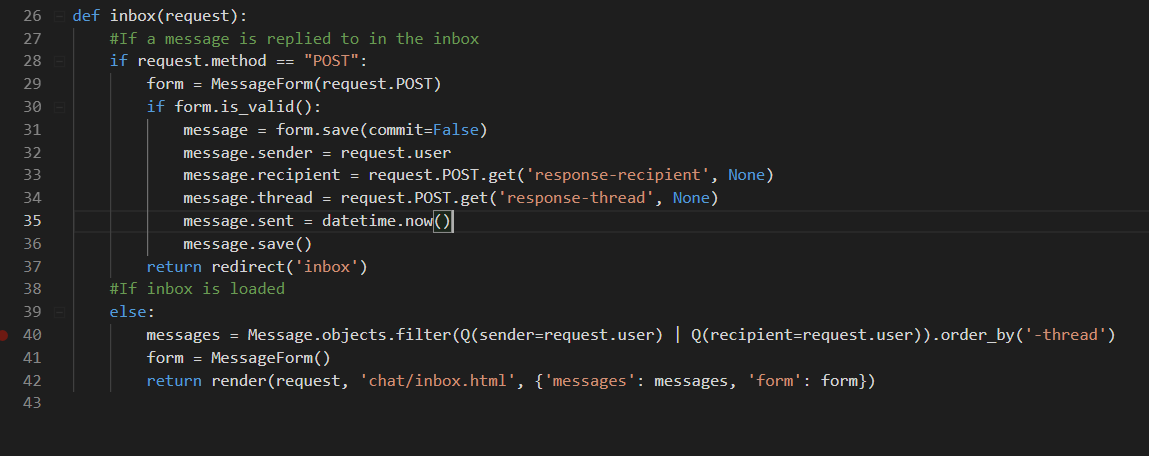 26 def inbox(request):
27     #If a message is replied to in the inbox
28     if request.method == "POST":
29         form = MessageForm(request.POST)
30         if form.is_valid():
31             message = form.save(commit=False)
32             message.sender = request.user
33             message.recipient = request.POST.get('response-recipient', None)
34             message.thread = request.POST.get('response-thread', None)
35             message.sent = datetime.now()
36             message.save()
37         return redirect('inbox')
38     #If inbox is loaded
39     else:
40         messages = Message.objects.filter(Q(sender=request.user) | Q(recipient=request.user)).order_by('-thread')
41         form = MessageForm()
42         return render(request, 'chat/inbox.html', {'messages': messages, 'form': form})
43